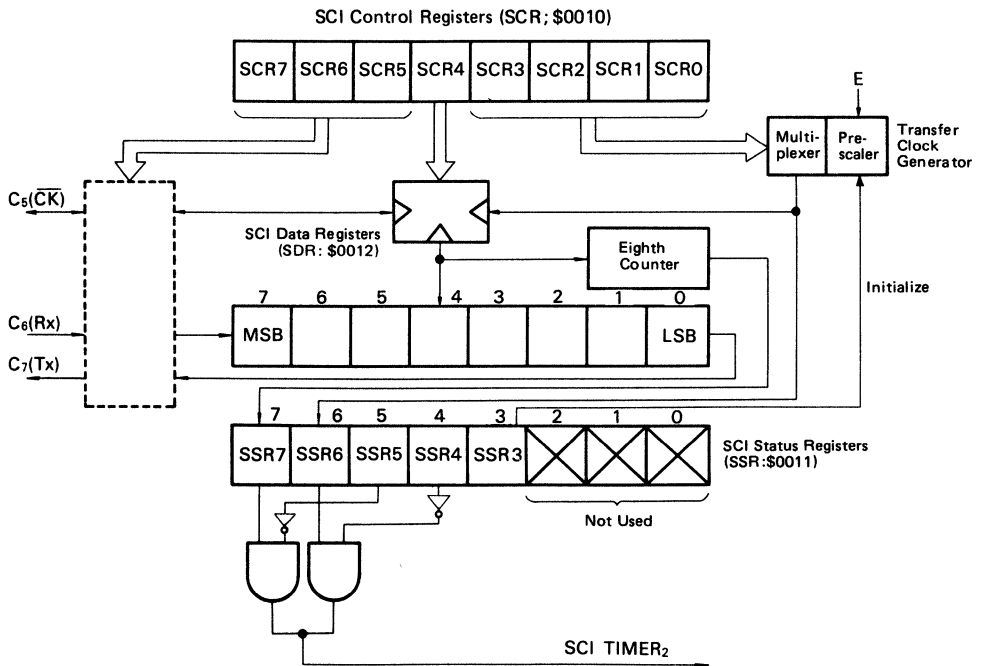 SCI Control Registers (SCR; $0010)
SCR7 SCR6 SCR5 SCR4 SCR3 SCR2 SCR1 SCR0
E
Multi-
plexer
Pre-
scaler
Transfer
Clock
Generator
C5(C̅K̅)
SCI Data Registers
(SDR: $0012)
Eighth
Counter
Initialize
7 6 5 4 3 2 1 0
C6(Rx)
MSB LSB
C7(Tx)
7 6 5 4 3 2 1 0
SSR7 SSR6 SSR5 SSR4 SSR3
SCI Status Registers
(SSR:$0011)
Not Used
SCI TIMER2